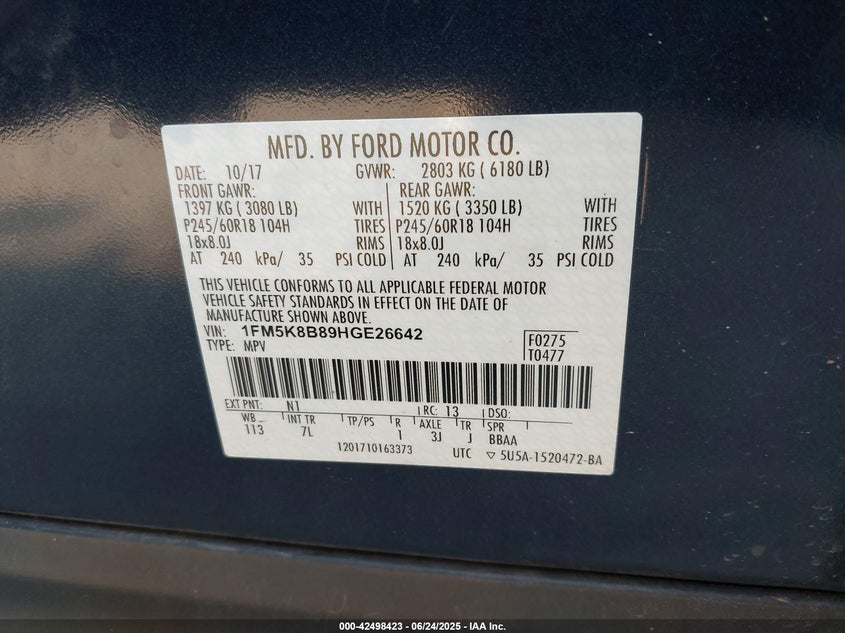 MFD. BY FORD MOTOR CO.
DATE: 10/17 GVWR: 2803 KG ( 6180 LB)
FRONT GAWR: REAR GAWR:
1397 KG ( 3080 LB) WITH 1520 KG ( 3350 LB) WITH
P245/60R18 104H TIRES P245/60R18 104H TIRES
18x8.0J RIMS 18x8.0J RIMS
AT 240 kPa/ 35 PSI COLD AT 240 kPa/ 35 PSI COLD
THIS VEHICLE CONFORMS TO ALL APPLICABLE FEDERAL MOTOR
VEHICLE SAFETY STANDARDS IN EFFECT ON THE DATE OF
MANUFACTURE SHOWN ABOVE.
VIN: 1FM5K8B89HGE26642 F0275
TYPE: MPV T0477
EXT PNT: N1 RC: 13 DSO:
WB INT TR TP/PS R AXLE TR SPR
113 7L 1 3J J BBAA
1201710163373 UTC ▽ 5U5A-1520472-BA
000-42498423 | 06/24/2025 | IAA Inc.